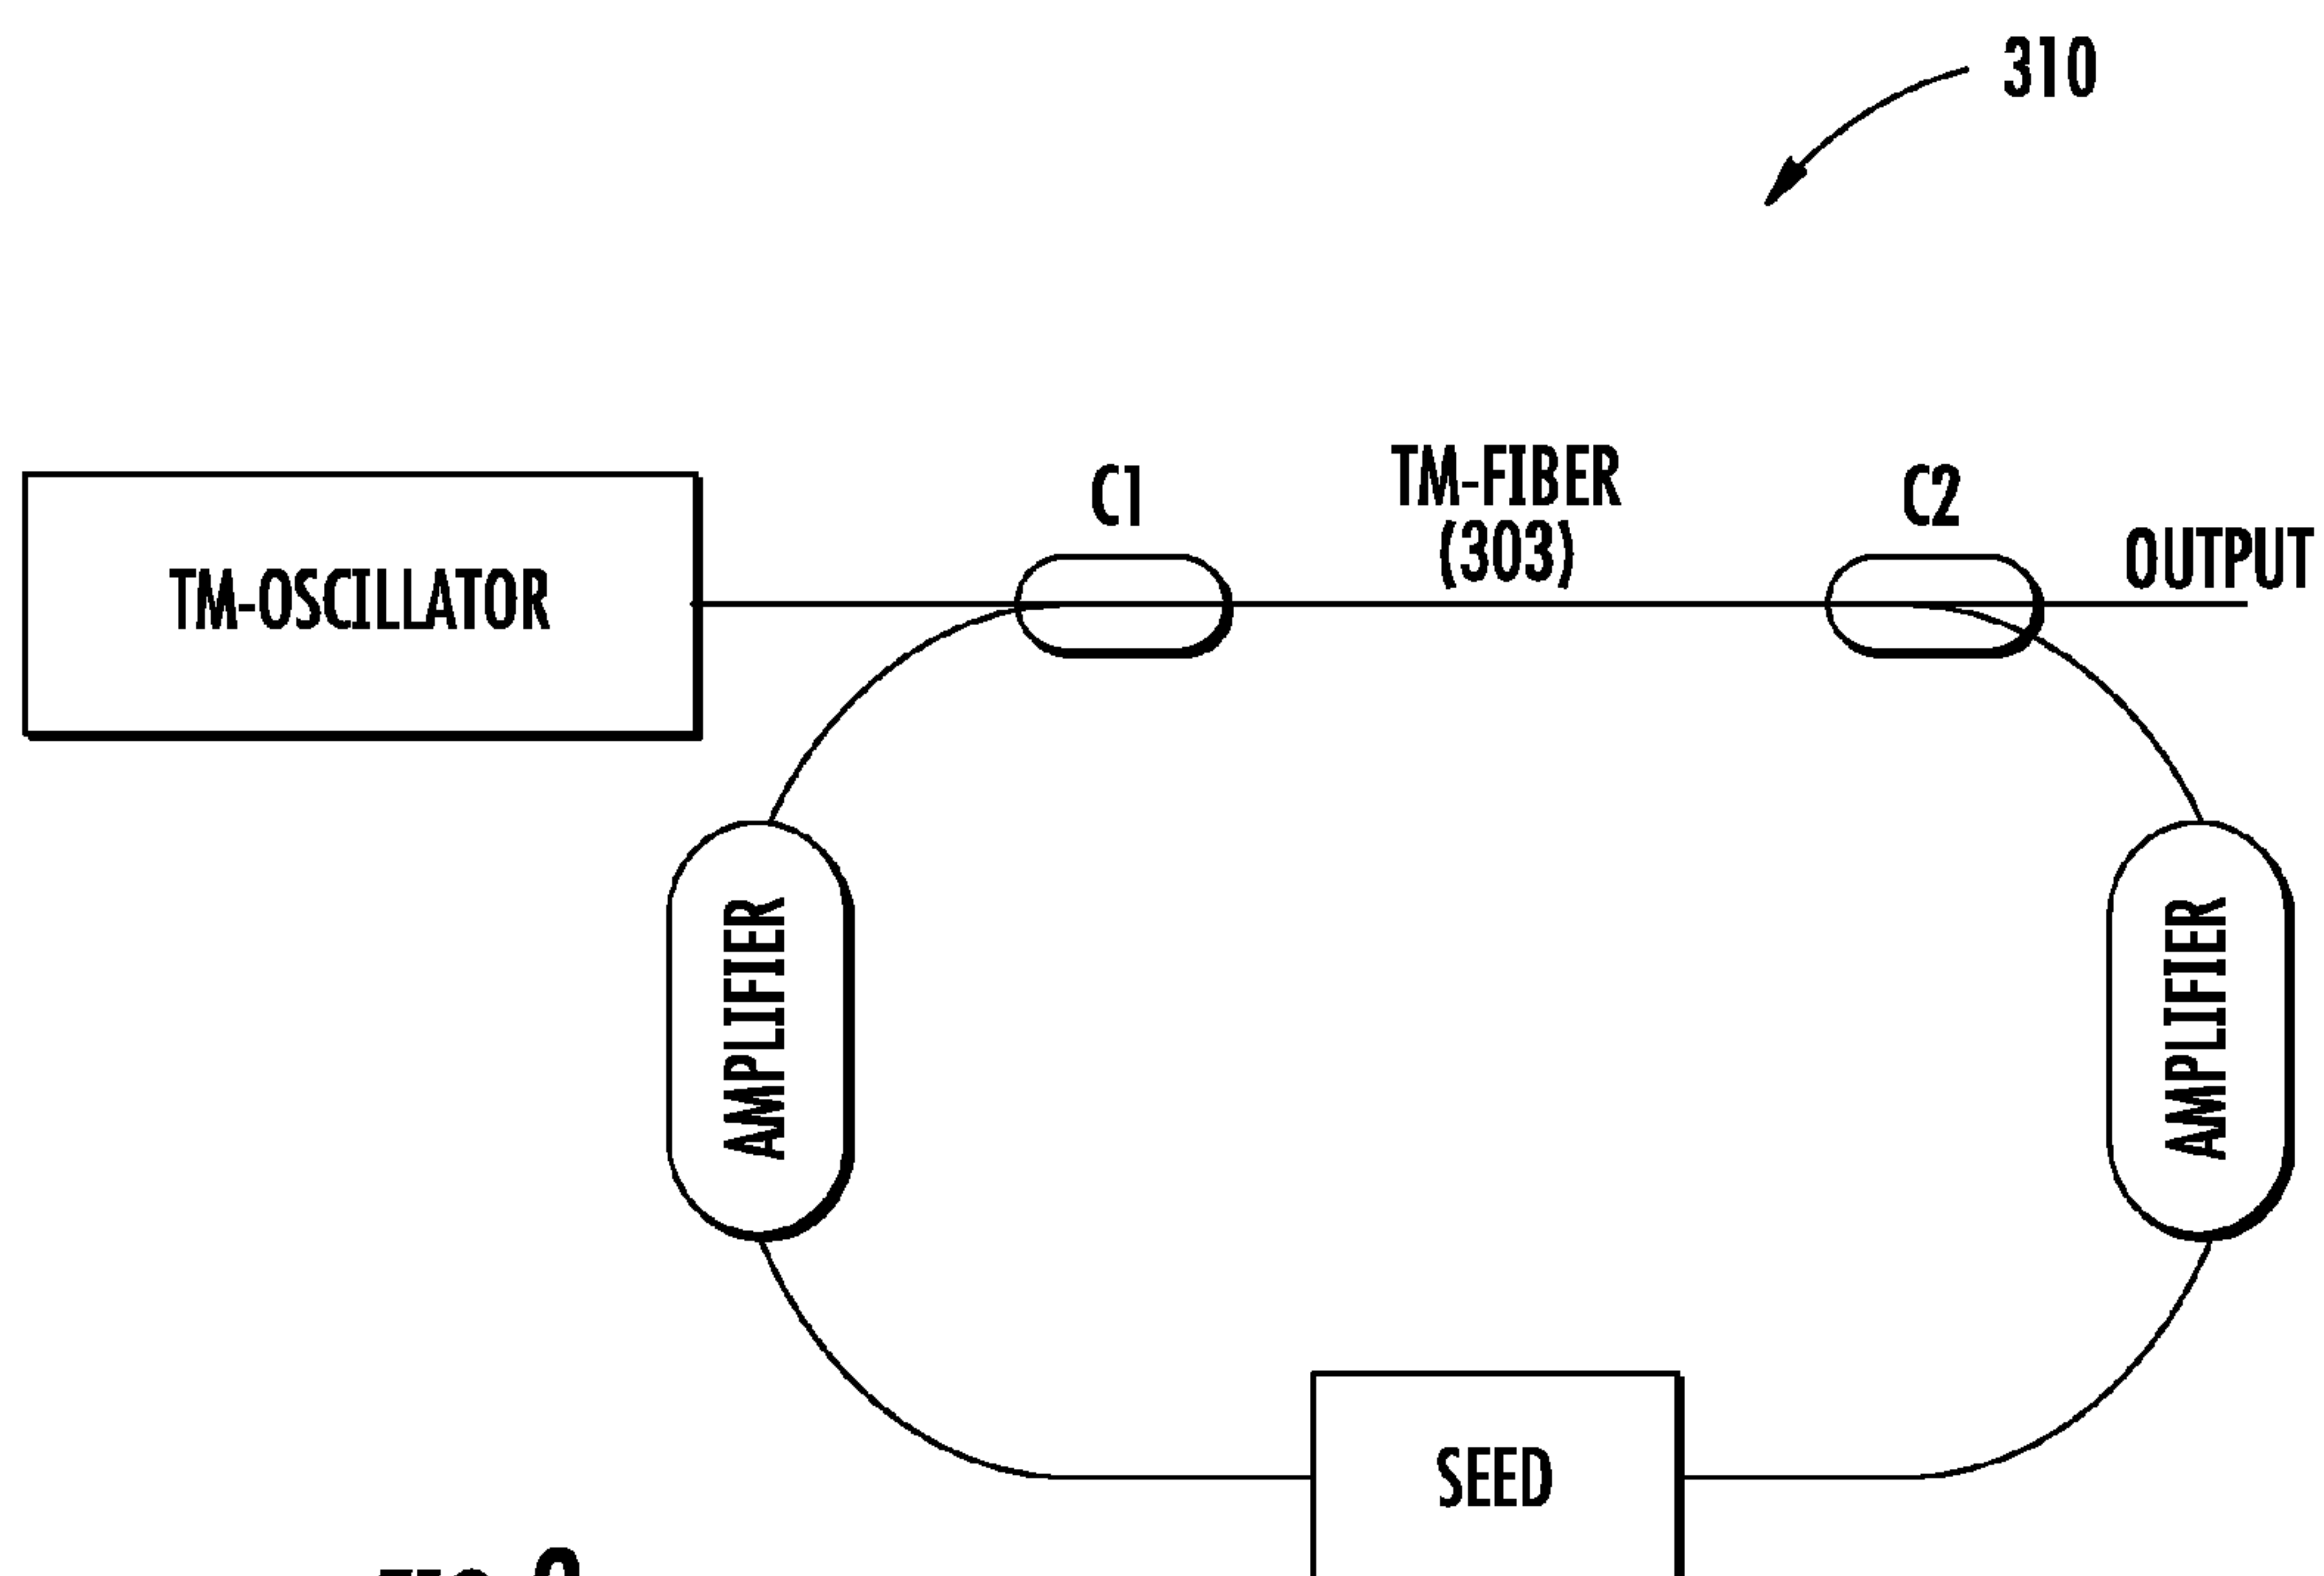 310
C1
TM-FIBER
(303)
C2
OUTPUT
TM-OSCILLATOR
AMPLIFIER
AMPLIFIER
SEED